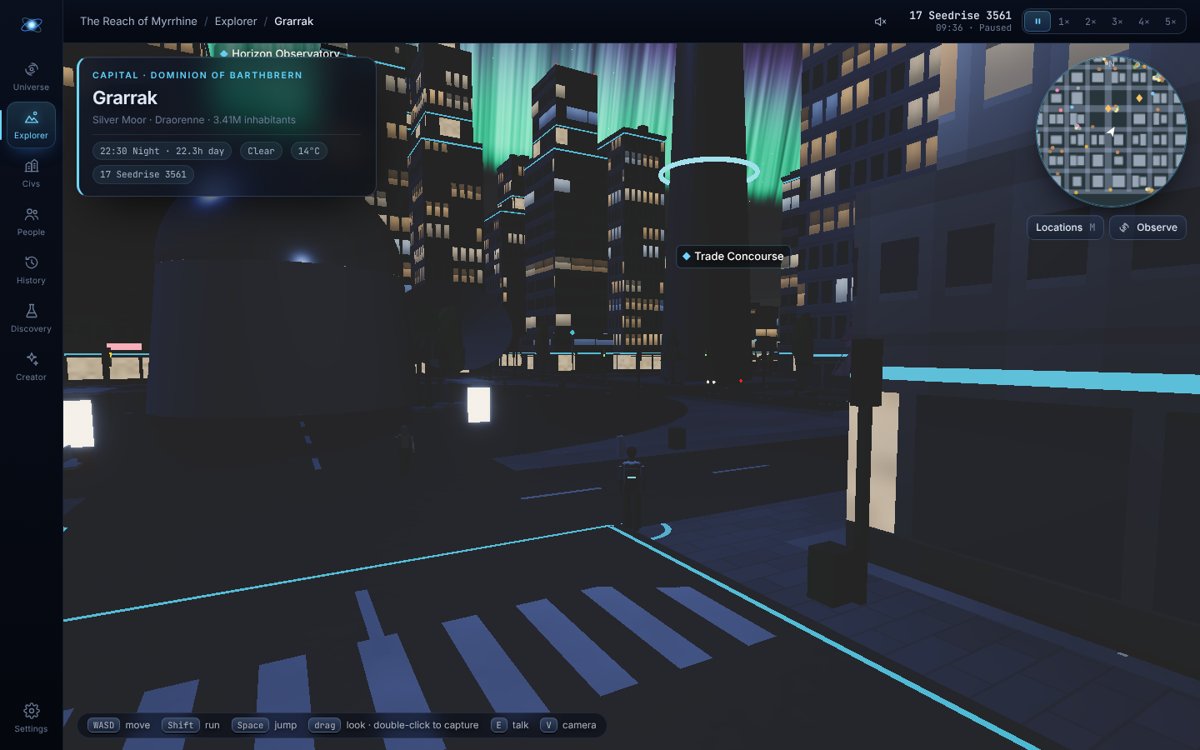 The Reach of Myrrhine / Explorer / Grarrak
17 Seedrise 3561
09:36 · Paused
1× 2× 3× 4× 5×
Universe
Explorer
Civs
People
History
Discovery
Creator
Settings
Horizon Observatory
CAPITAL · DOMINION OF BARTHBRERN
Grarrak
Silver Moor · Draorenne · 3.41M inhabitants
22:30 Night · 22.3h day Clear 14°C
17 Seedrise 3561
N
Locations M Observe
Trade Concourse
WASD move Shift run Space jump drag look · double-click to capture E talk V camera